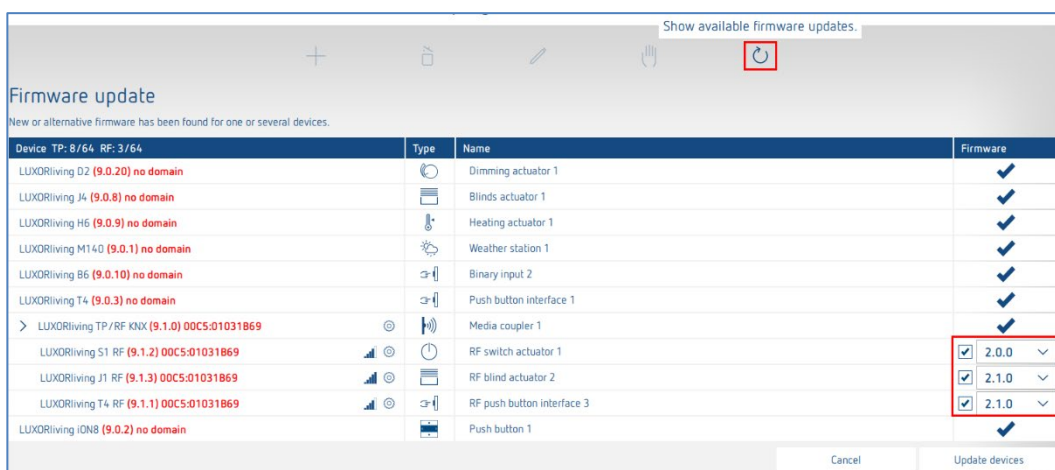 Show available firmware updates.
Firmware update
New or alternative firmware has been found for one or several devices.
Device TP: 8/64 RF: 3/64 Type Name Firmware
LUXORliving D2 (9.0.20) no domain Dimming actuator 1
LUXORliving J4 (9.0.8) no domain Blinds actuator 1
LUXORliving H6 (9.0.9) no domain Heating actuator 1
LUXORliving M140 (9.0.1) no domain Weather station 1
LUXORliving B6 (9.0.10) no domain Binary input 2
LUXORliving T4 (9.0.3) no domain Push button interface 1
LUXORliving TP/RF KNX (9.1.0) 00C5:01031B69 Media coupler 1
LUXORliving S1 RF (9.1.2) 00C5:01031B69 RF switch actuator 1 2.0.0
LUXORliving J1 RF (9.1.3) 00C5:01031B69 RF blind actuator 2 2.1.0
LUXORliving T4 RF (9.1.1) 00C5:01031B69 RF push button interface 3 2.1.0
LUXORliving iON8 (9.0.2) no domain Push button 1
Cancel Update devices